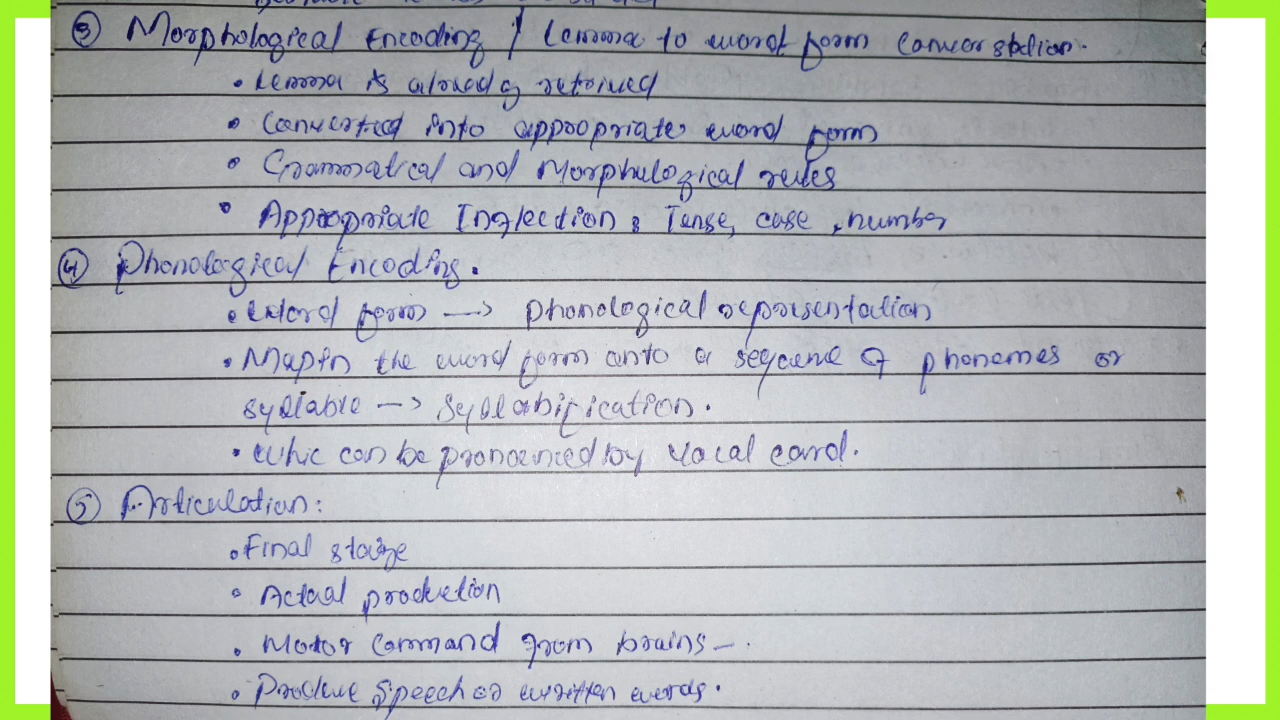 ③ Morphological Encoding / Lemma to word form converstation.
• Lemma is already retrived
• Converted into appropriate word form
• Grammatical and Morphological rules
• Appropriate Inflection : Tense, case, number
④ Phonological Encoding.
• Word form —> phonological representation
• Mapin the word form onto a seqcune of phonemes or
syllable —> Syllabification.
• Whic can be pronounced by vocal card.
⑤ Articulation:
• Final stage
• Actual production
• Motor command from brains –.
• Produce speech or written words.